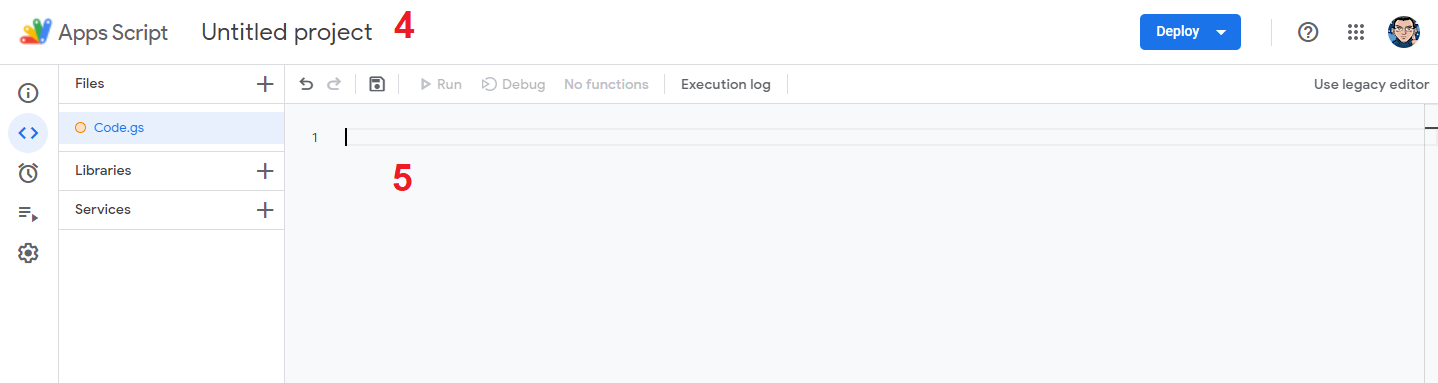 Apps Script Untitled project 4 Deploy
Files Run Debug No functions Execution log Use legacy editor
Code.gs
1
Libraries 5
Services